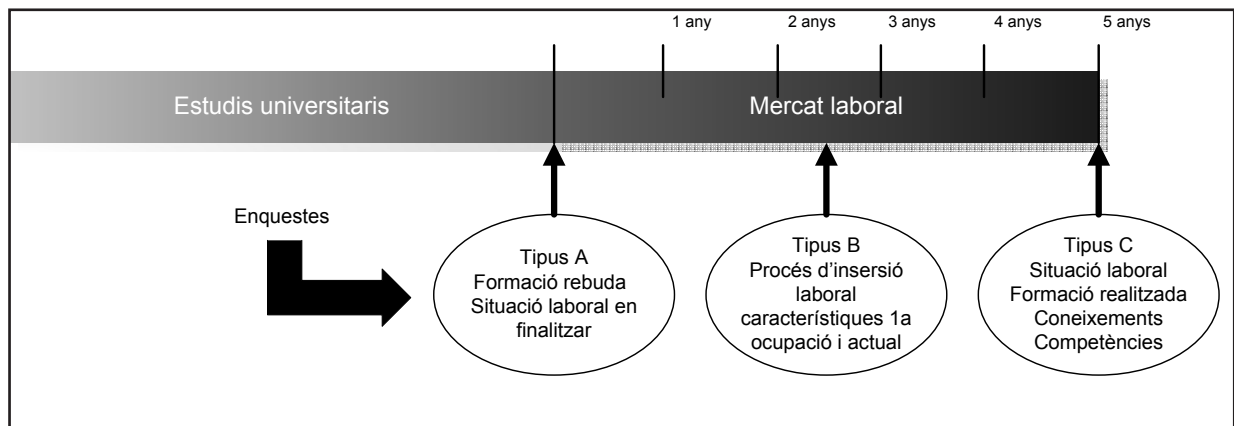 1 any
2 anys
3 anys
4 anys
5 anys
Estudis universitaris
Mercat laboral
Enquestes
Tipus A
Formació rebuda
Situació laboral en
finalitzar
Tipus B
Procés d’insersió
laboral
característiques 1a
ocupació i actual
Tipus C
Situació laboral
Formació realitzada
Coneixements
Competències